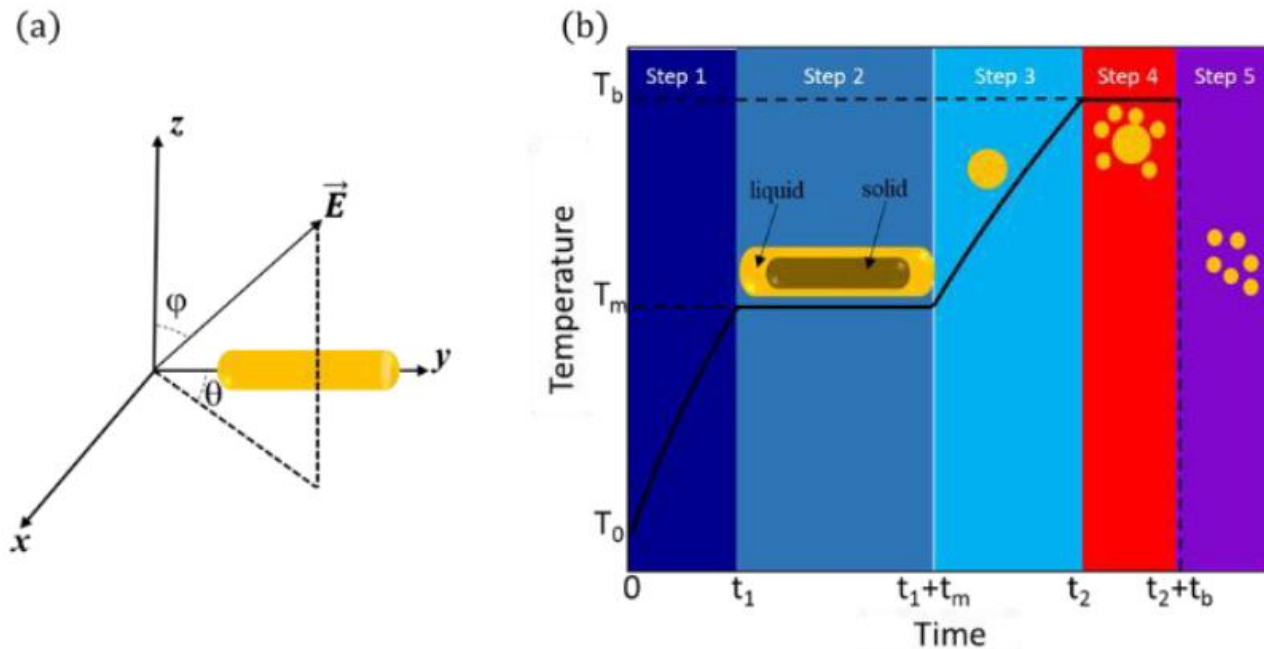 (a)
z
E
φ
θ
y
x
(b)
Step 1 Step 2 Step 3 Step 4 Step 5
T_b
liquid solid
T_m
T_0
Temperature
0 t_1 t_1+t_m t_2 t_2+t_b
Time